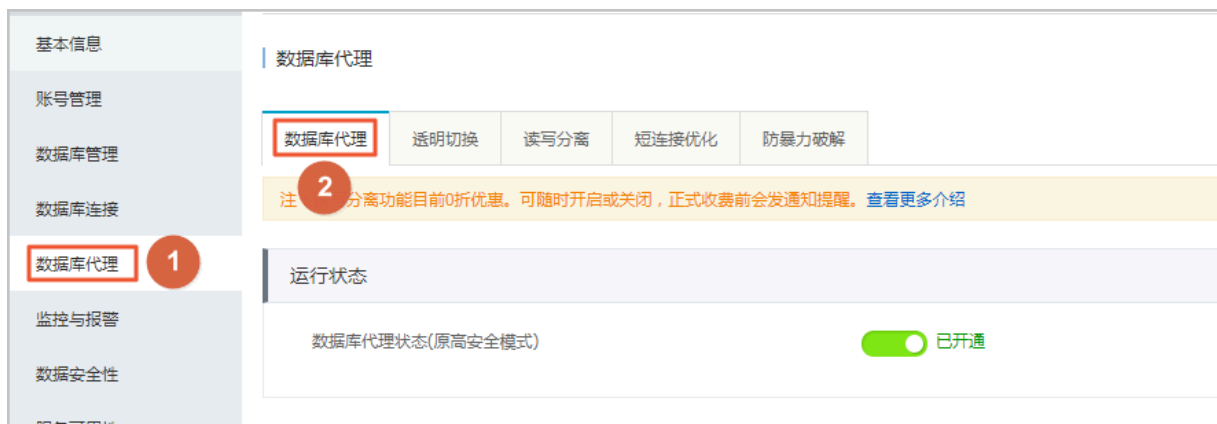 基本信息
账号管理
数据库管理
数据库连接
数据库代理
1
监控与报警
数据安全性
数据库代理
数据库代理 透明切换 读写分离 短连接优化 防暴力破解
2
注 分离功能目前0折优惠。可随时开启或关闭，正式收费前会发通知提醒。查看更多介绍
运行状态
数据库代理状态(原高安全模式) 已开通